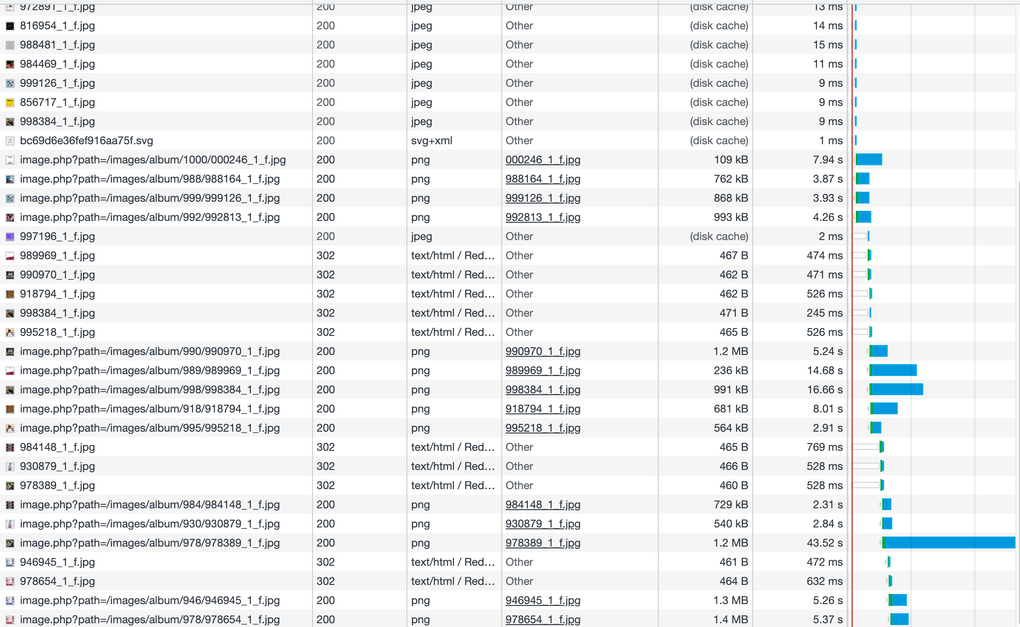 972891_1_f.jpg 200 jpeg Other (disk cache) 13 ms
816954_1_f.jpg 200 jpeg Other (disk cache) 14 ms
988481_1_f.jpg 200 jpeg Other (disk cache) 15 ms
984469_1_f.jpg 200 jpeg Other (disk cache) 11 ms
999126_1_f.jpg 200 jpeg Other (disk cache) 9 ms
856717_1_f.jpg 200 jpeg Other (disk cache) 9 ms
998384_1_f.jpg 200 jpeg Other (disk cache) 9 ms
bc69d6e36fef916aa75f.svg 200 svg+xml Other (disk cache) 1 ms
image.php?path=/images/album/1000/000246_1_f.jpg 200 png 000246_1_f.jpg 109 kB 7.94 s
image.php?path=/images/album/988/988164_1_f.jpg 200 png 988164_1_f.jpg 762 kB 3.87 s
image.php?path=/images/album/999/999126_1_f.jpg 200 png 999126_1_f.jpg 868 kB 3.93 s
image.php?path=/images/album/992/992813_1_f.jpg 200 png 992813_1_f.jpg 993 kB 4.26 s
997196_1_f.jpg 200 jpeg Other (disk cache) 2 ms
989969_1_f.jpg 302 text/html / Red... Other 467 B 474 ms
990970_1_f.jpg 302 text/html / Red... Other 462 B 471 ms
918794_1_f.jpg 302 text/html / Red... Other 462 B 526 ms
998384_1_f.jpg 302 text/html / Red... Other 471 B 245 ms
995218_1_f.jpg 302 text/html / Red... Other 465 B 526 ms
image.php?path=/images/album/990/990970_1_f.jpg 200 png 990970_1_f.jpg 1.2 MB 5.24 s
image.php?path=/images/album/989/989969_1_f.jpg 200 png 989969_1_f.jpg 236 kB 14.68 s
image.php?path=/images/album/998/998384_1_f.jpg 200 png 998384_1_f.jpg 991 kB 16.66 s
image.php?path=/images/album/918/918794_1_f.jpg 200 png 918794_1_f.jpg 681 kB 8.01 s
image.php?path=/images/album/995/995218_1_f.jpg 200 png 995218_1_f.jpg 564 kB 2.91 s
984148_1_f.jpg 302 text/html / Red... Other 465 B 769 ms
930879_1_f.jpg 302 text/html / Red... Other 466 B 528 ms
978389_1_f.jpg 302 text/html / Red... Other 460 B 528 ms
image.php?path=/images/album/984/984148_1_f.jpg 200 png 984148_1_f.jpg 729 kB 2.31 s
image.php?path=/images/album/930/930879_1_f.jpg 200 png 930879_1_f.jpg 540 kB 2.84 s
image.php?path=/images/album/978/978389_1_f.jpg 200 png 978389_1_f.jpg 1.2 MB 43.52 s
946945_1_f.jpg 302 text/html / Red... Other 461 B 472 ms
978654_1_f.jpg 302 text/html / Red... Other 464 B 632 ms
image.php?path=/images/album/946/946945_1_f.jpg 200 png 946945_1_f.jpg 1.3 MB 5.26 s
image.php?path=/images/album/978/978654_1_f.jpg 200 png 978654_1_f.jpg 1.4 MB 5.37 s